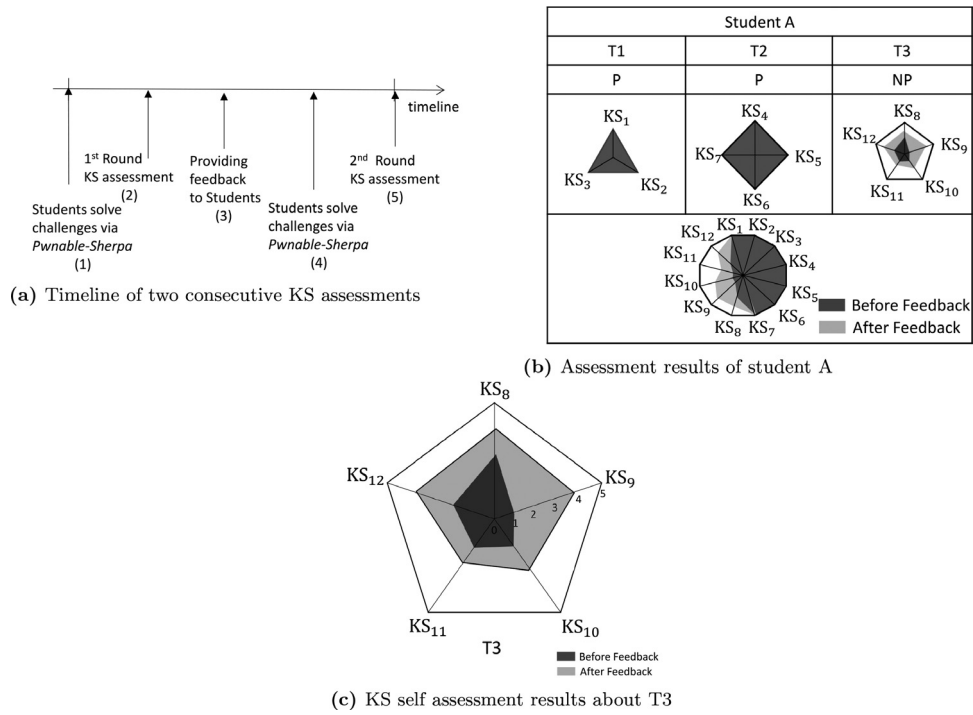 timeline
1st Round
KS assessment
(2)
Providing
feedback
to Students
(3)
2nd Round
KS assessment
(5)
Students solve
challenges via
Pwnable-Sherpa
(1)
Students solve
challenges via
Pwnable-Sherpa
(4)
(a) Timeline of two consecutive KS assessments
Student A
T1 T2 T3
P P NP
KS1
KS3 KS2
KS4
KS7 KS5
KS6
KS8
KS12 KS9
KS11 KS10
KS12 KS1 KS2
KS11 KS3
KS10 KS4
KS9 KS5
KS8 KS7 KS6
Before Feedback
After Feedback
(b) Assessment results of student A
KS8
KS12 KS9
0 1 2 3 4 5
KS11 KS10
T3
Before Feedback
After Feedback
(c) KS self assessment results about T3